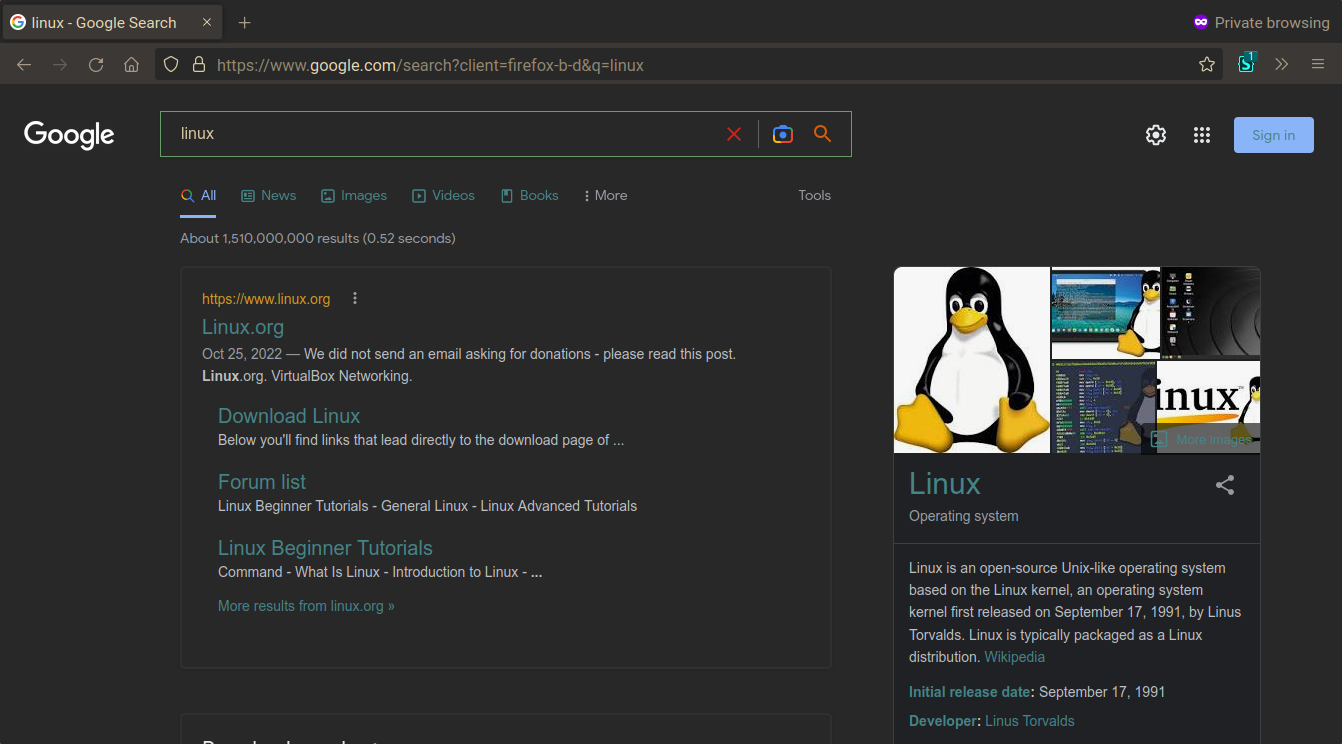 linux - Google Search
Private browsing
https://www.google.com/search?client=firefox-b-d&q=linux
1
S
Google
linux
Sign in
All News Images Videos Books More Tools
About 1,510,000,000 results (0.52 seconds)
https://www.linux.org
Linux.org
Oct 25, 2022 — We did not send an email asking for donations - please read this post.
Linux.org. VirtualBox Networking.
Download Linux
Below you'll find links that lead directly to the download page of ...
Forum list
Linux Beginner Tutorials - General Linux - Linux Advanced Tutorials
Linux Beginner Tutorials
Command - What Is Linux - Introduction to Linux - ...
More results from linux.org »
inux
More images
Linux
Operating system
Linux is an open-source Unix-like operating system
based on the Linux kernel, an operating system
kernel first released on September 17, 1991, by Linus
Torvalds. Linux is typically packaged as a Linux
distribution. Wikipedia
Initial release date: September 17, 1991
Developer: Linus Torvalds